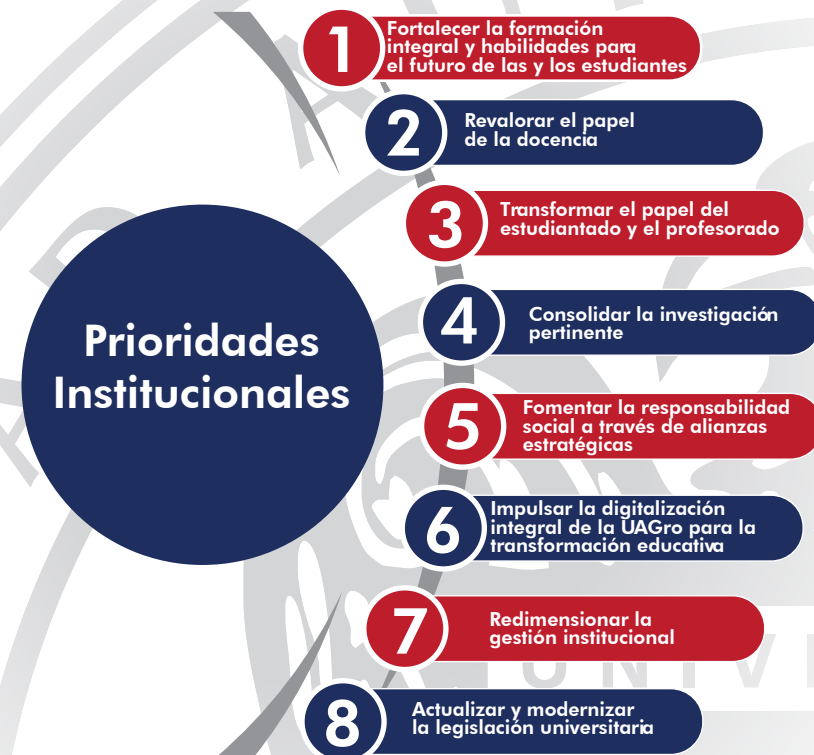 1
Fortalecer la formación
integral y habilidades para
el futuro de las y los estudiantes
2
Revalorar el papel
de la docencia
3
Transformar el papel del
estudiantado y el profesorado
Prioridades
Institucionales
4
Consolidar la investigación
pertinente
5
Fomentar la responsabilidad
social a través de alianzas
estratégicas
6
Impulsar la digitalización
integral de la UAGro para la
transformación educativa
7
Redimensionar la
gestión institucional
8
Actualizar y modernizar
la legislación universitaria